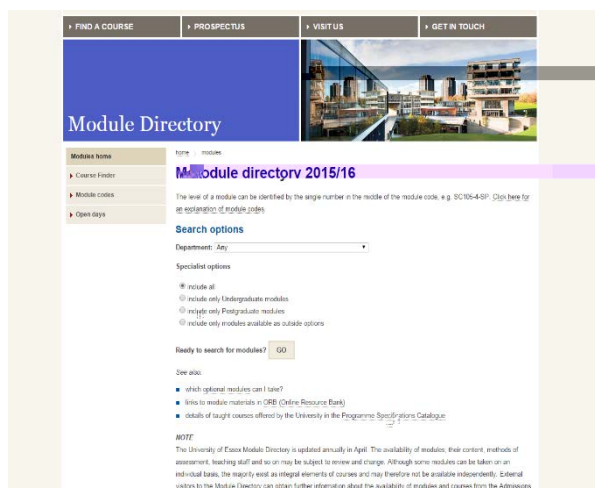 FIND A COURSE
PROSPECTUS
VISIT US
GET IN TOUCH
Module Directory
Modules home
Course Finder
Module codes
Open days
home modules
directory 2015/16
The level of a module can be identified by the single number in the middle of the module code, e.g. SC105-4-SP. Click here for
an explanation of module codes.
Search options
Department: Any
Specialist options
include all
include only Undergraduate modules
include only Postgraduate modules
include only modules available as outside options
Ready to search for modules? GO
See also:
which optional modules can I take?
links to module materials in ORB (Online Resource Bank)
details of taught courses offered by the University in the Programme Specifications Catalogue
NOTE
The University of Essex Module Directory is updated annually in April. The availability of modules, their content, methods of
assessment, teaching staff and so on may be subject to review and change. Although some modules can be taken on an
individual basis, the majority exist as integral elements of courses and may therefore not be available independently. External
visitors to the Module Directory can obtain further information about the availability of modules and courses from the Admissions